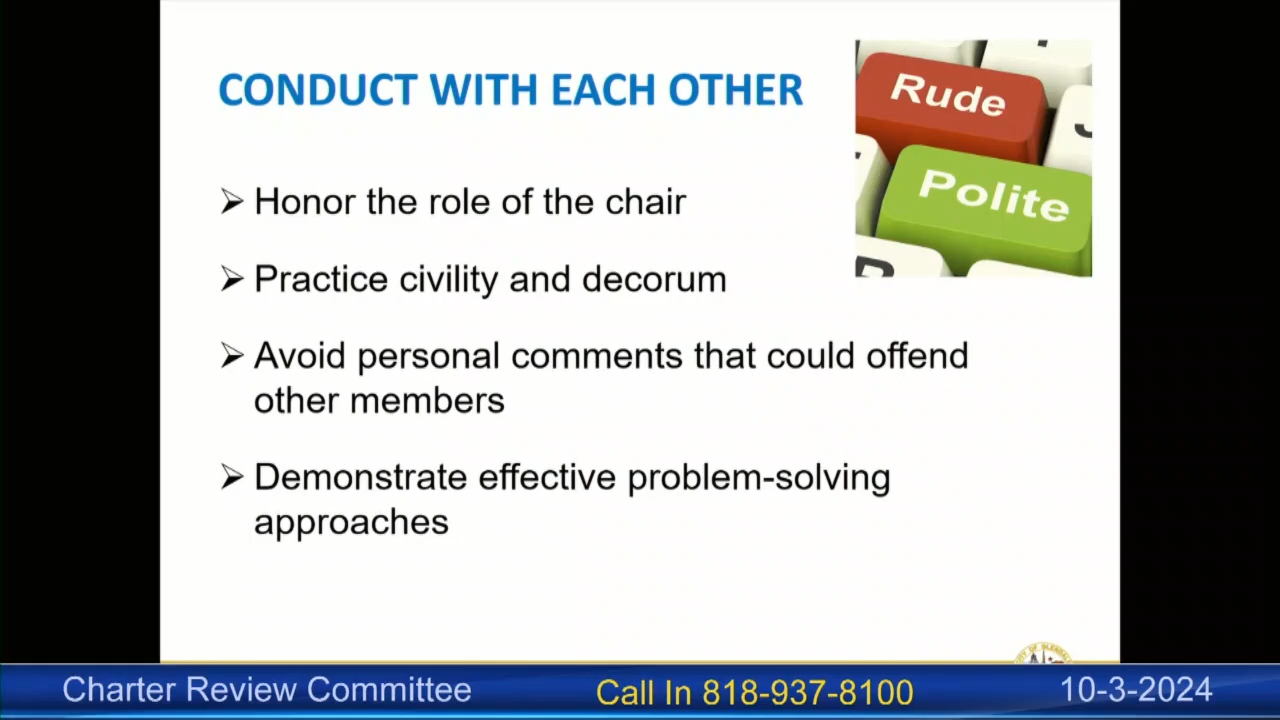 CONDUCT WITH EACH OTHER
Rude
Polite
➢ Honor the role of the chair
➢ Practice civility and decorum
➢ Avoid personal comments that could offend
other members
➢ Demonstrate effective problem-solving
approaches
Charter Review Committee
Call In 818-937-8100
10-3-2024